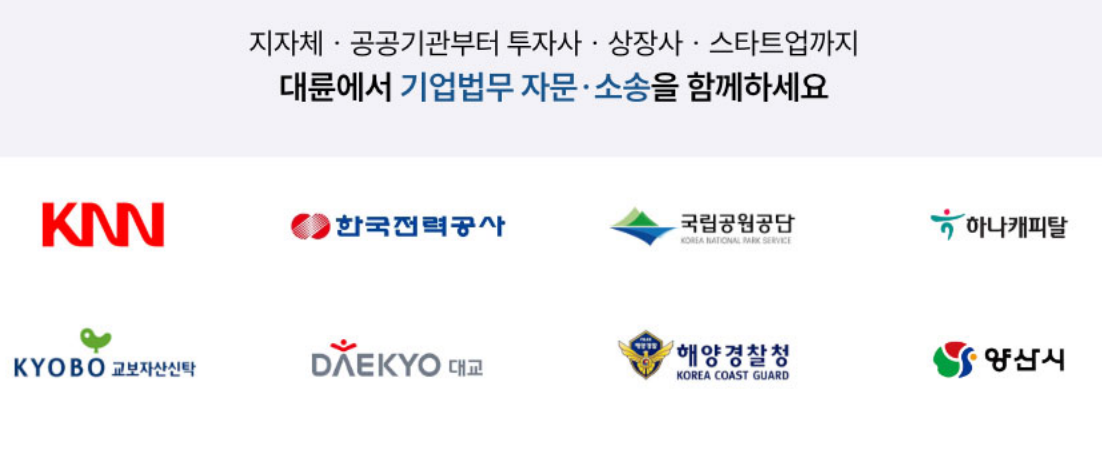 지자체 · 공공기관부터 투자사 · 상장사 · 스타트업까지
대륜에서 기업법무 자문·소송을 함께하세요
KNN
한국전력공사
국립공원공단
KOREA NATIONAL PARK SERVICE
하나캐피탈
KYOBO 교보자산신탁
DAEKYO 대교
해양경찰
해양경찰청
KOREA COAST GUARD
양산시